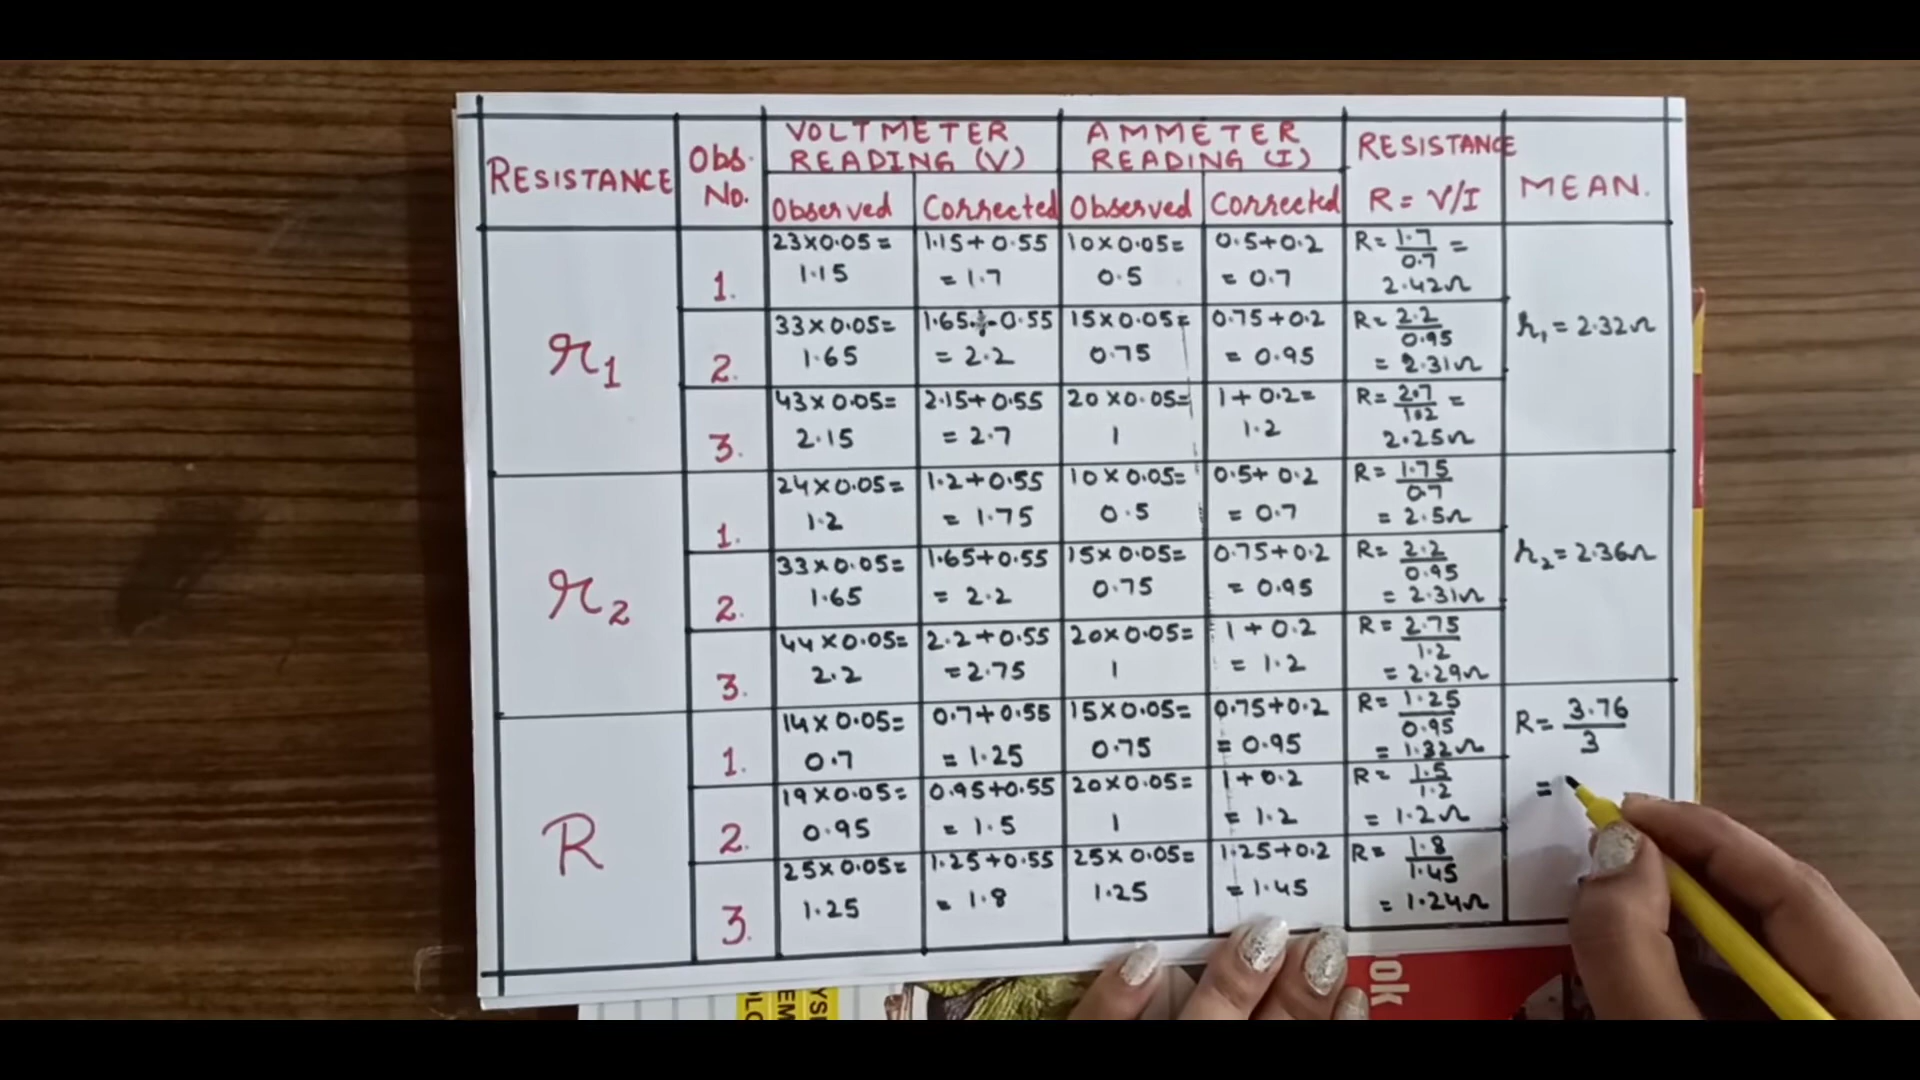 RESISTANCE
Obs.
No.
VOLTMETER
READING (V)
AMMETER
READING (I)
RESISTANCE
R = V/I
MEAN.
Observed
Corrected
Observed
Corrected
r1
1.
23×0.05=
1.15
1.15+0.55
= 1.7
10×0.05=
0.5
0.5+0.2
= 0.7
R= 1.7/0.7 =
2.42Ω
r1 = 2.32Ω
2.
33×0.05=
1.65
1.65+0.55
= 2.2
15×0.05=
0.75
0.75+0.2
= 0.95
R= 2.2/0.95
= 2.31Ω
3.
43×0.05=
2.15
2.15+0.55
= 2.7
20×0.05=
1
1+0.2=
1.2
R= 2.7/1.2 =
2.25Ω
r2
1.
24×0.05=
1.2
1.2+0.55
= 1.75
10×0.05=
0.5
0.5+0.2
= 0.7
R= 1.75/0.7
= 2.5Ω
r2 = 2.36Ω
2.
33×0.05=
1.65
1.65+0.55
= 2.2
15×0.05=
0.75
0.75+0.2
= 0.95
R= 2.2/0.95
= 2.31Ω
3.
44×0.05=
2.2
2.2+0.55
= 2.75
20×0.05=
1
1+0.2
= 1.2
R= 2.75/1.2
= 2.29Ω
R
1.
14×0.05=
0.7
0.7+0.55
= 1.25
15×0.05=
0.75
0.75+0.2
= 0.95
R= 1.25/0.95
= 1.32Ω
R= 3.76/3
=
2.
19×0.05=
0.95
0.95+0.55
= 1.5
20×0.05=
1
1+0.2
= 1.2
R= 1.5/1.2
= 1.2Ω
3.
25×0.05=
1.25
1.25+0.55
= 1.8
25×0.05=
1.25
1.25+0.2
= 1.45
R= 1.8/1.45
= 1.24Ω